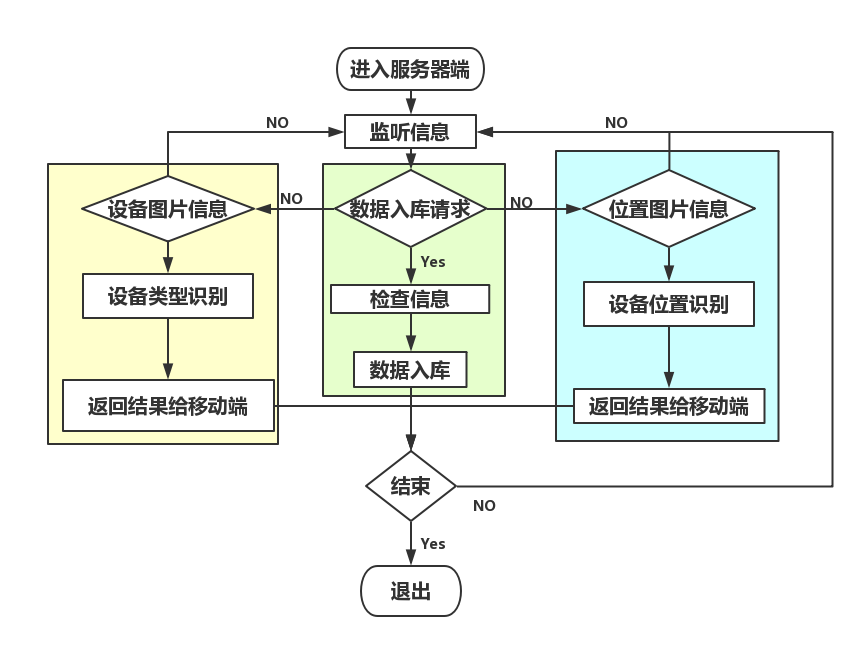 进入服务器端
NO
监听信息
NO
设备图片信息
NO
数据入库请求
NO
位置图片信息
Yes
设备类型识别
检查信息
设备位置识别
数据入库
返回结果给移动端
返回结果给移动端
结束
NO
Yes
退出